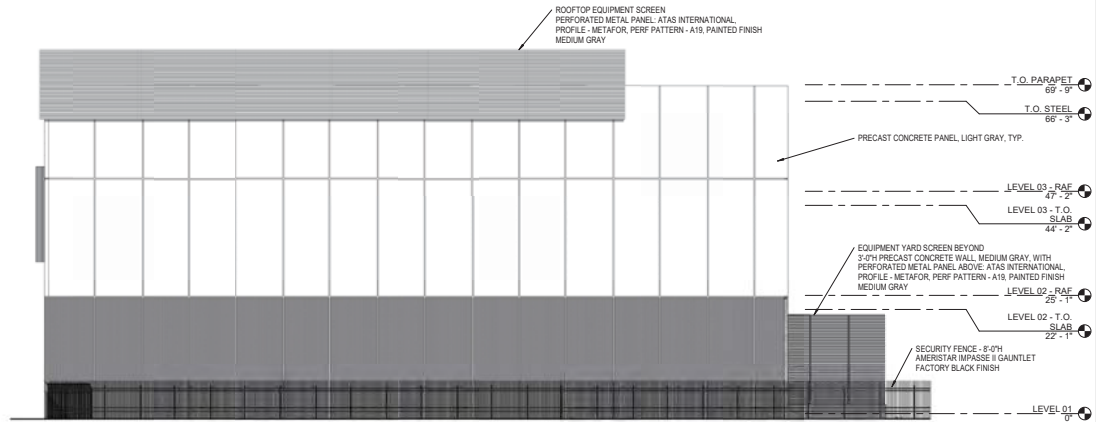 ROOFTOP EQUIPMENT SCREEN
PERFORATED METAL PANEL: ATAS INTERNATIONAL,
PROFILE - METAFOR, PERF PATTERN - A19, PAINTED FINISH
MEDIUM GRAY
T.O. PARAPET
69' - 9"
T.O. STEEL
66' - 3"
PRECAST CONCRETE PANEL, LIGHT GRAY, TYP.
LEVEL 03 - RAF
47' - 2"
LEVEL 03 - T.O.
SLAB
44' - 2"
EQUIPMENT YARD SCREEN BEYOND
3'-0"H PRECAST CONCRETE WALL, MEDIUM GRAY, WITH
PERFORATED METAL PANEL ABOVE: ATAS INTERNATIONAL,
PROFILE - METAFOR, PERF PATTERN - A19, PAINTED FINISH
MEDIUM GRAY
LEVEL 02 - RAF
25' - 1"
LEVEL 02 - T.O.
SLAB
22' - 1"
SECURITY FENCE - 8'-0"H
AMERISTAR IMPASSE II GAUNTLET
FACTORY BLACK FINISH
LEVEL 01
0"